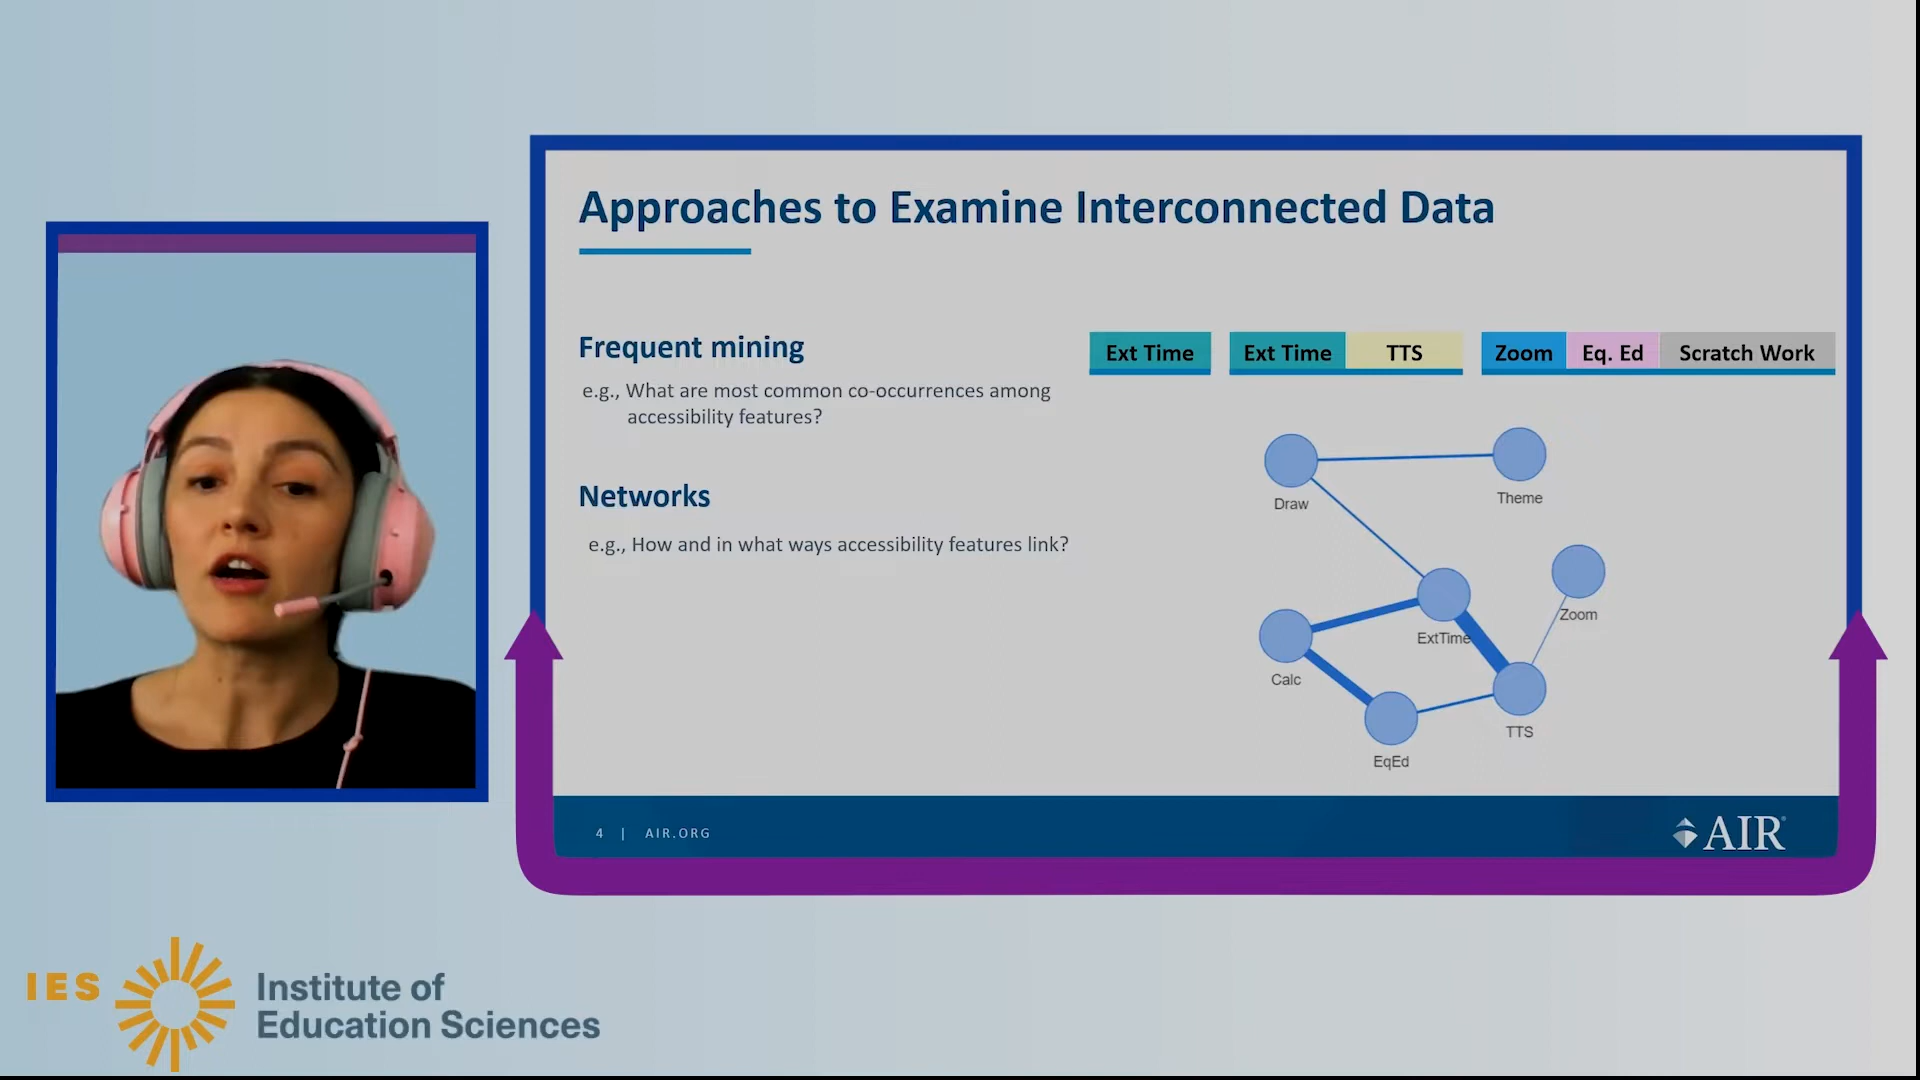 Approaches to Examine Interconnected Data
Frequent mining
e.g., What are most common co-occurrences among
accessibility features?
Ext Time
Ext Time TTS
Zoom Eq. Ed Scratch Work
Networks
e.g., How and in what ways accessibility features link?
Draw
Theme
Zoom
ExtTime
Calc
TTS
EqEd
4 | AIR.ORG
AIR
IES
Institute of
Education Sciences